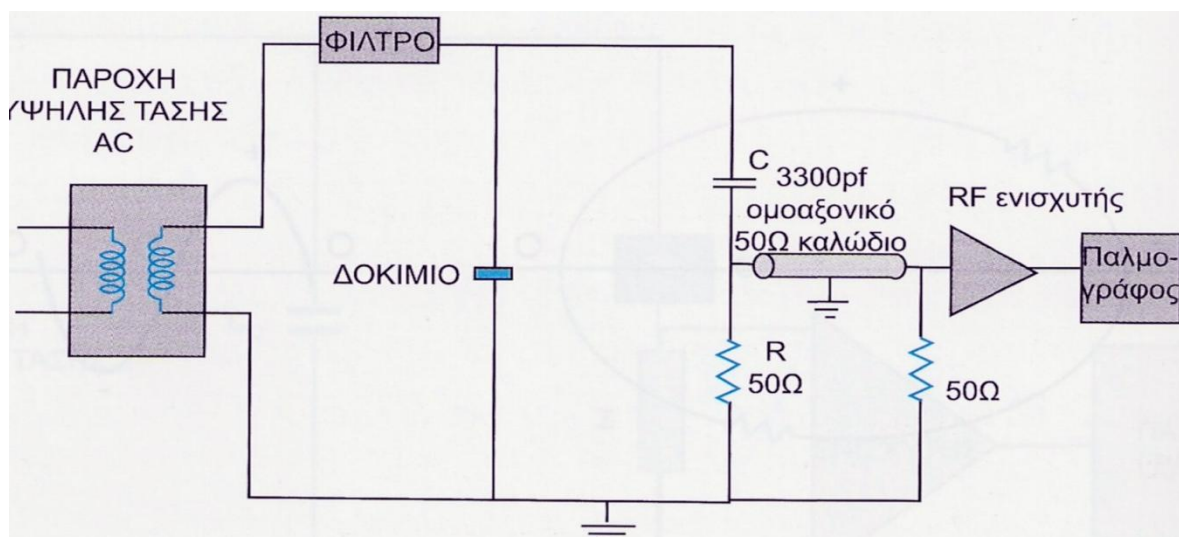 ΦΙΛΤΡΟ
ΠΑΡΟΧΗ
ΥΨΗΛΗΣ ΤΑΣΗΣ
AC
C
3300pf
ομοαξονικό
50Ω καλώδιο
RF ενισχυτής
Παλμο-
γράφος
ΔΟΚΙΜΙΟ
R
50Ω
50Ω